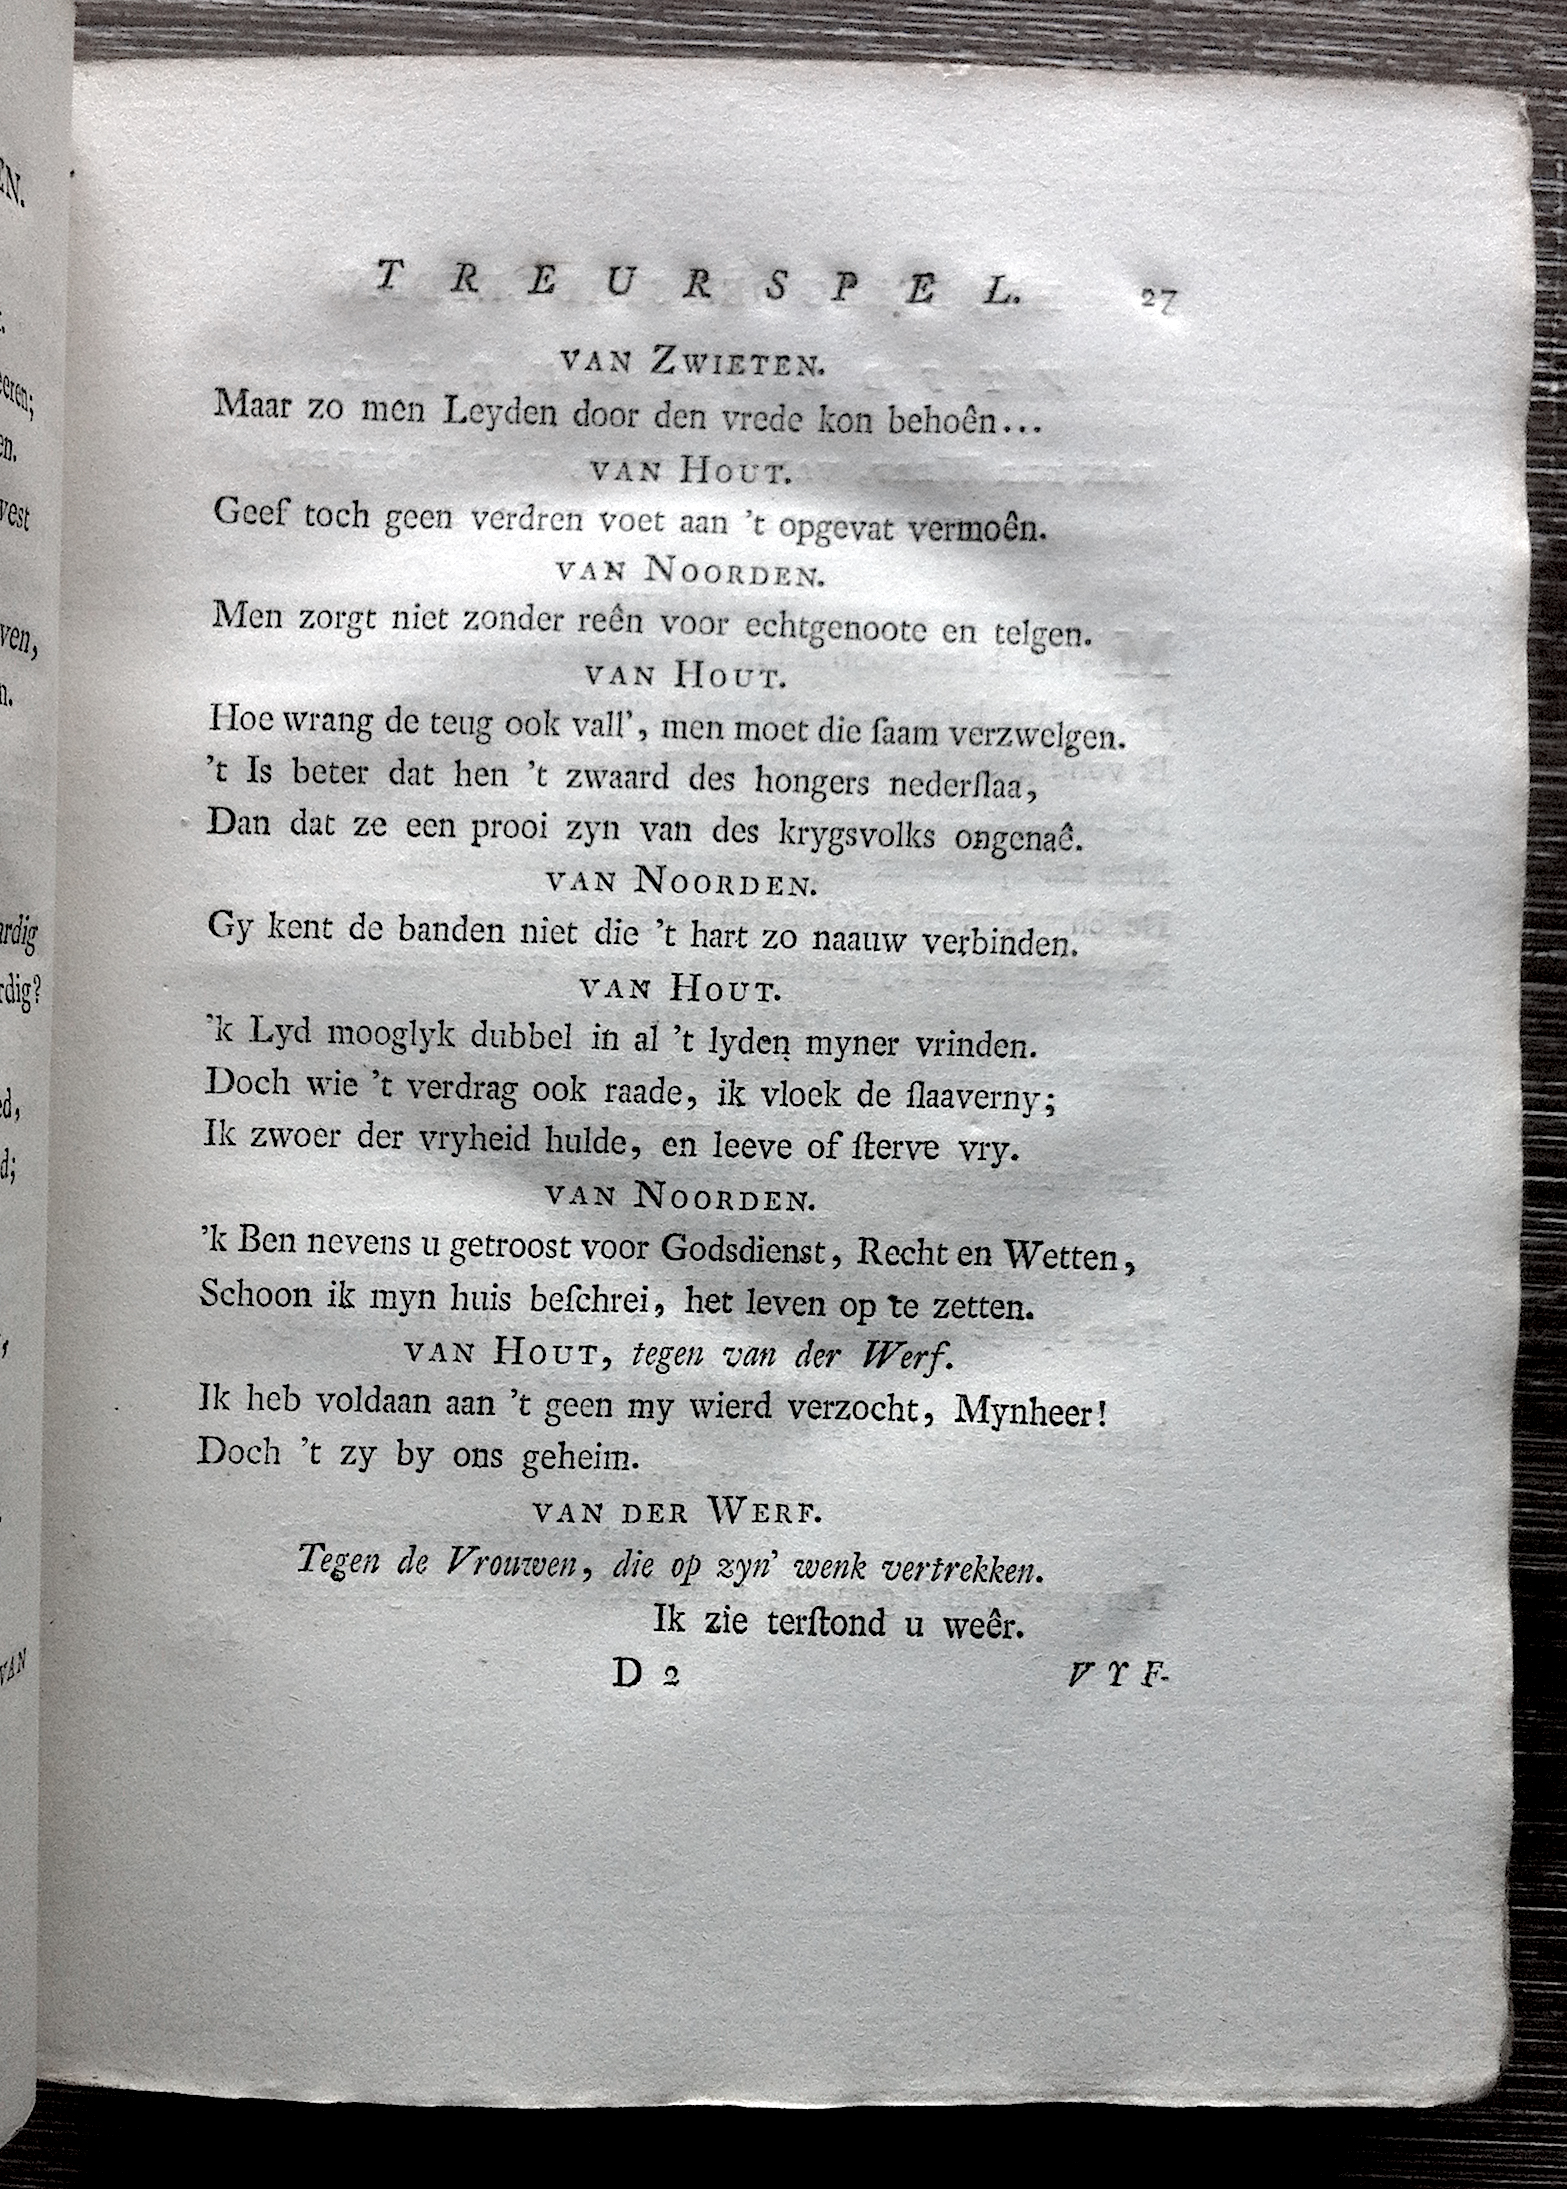 TREURSPEL. 27
VAN ZWIETEN.
Maar zo men Leyden door den vrede kon behoên...
VAN HOUT.
Geef toch geen verdren voet aan 't opgevat vermoên.
VAN NOORDEN.
Men zorgt niet zonder reên voor echtgenoote en telgen.
VAN HOUT.
Hoe wrang de teug ook vall', men moet die ſaam verzwelgen.
't Is beter dat hen 't zwaard des hongers nederſlaa,
Dan dat ze een prooi zyn van des krygsvolks ongenaê.
VAN NOORDEN.
Gy kent de banden niet die 't hart zo naauw verbinden.
VAN HOUT.
'k Lyd mooglyk dubbel in al 't lyden myner vrinden.
Doch wie 't verdrag ook raade, ik vloek de ſlaaverny;
Ik zwoer der vryheid hulde, en leeve of ſterve vry.
VAN NOORDEN.
'k Ben nevens u getroost voor Godsdienst, Recht en Wetten,
Schoon ik myn huis beſchrei, het leven op te zetten.
VAN HOUT, tegen van der Werf.
Ik heb voldaan aan 't geen my wierd verzocht, Mynheer!
Doch 't zy by ons geheim.
VAN DER WERF.
Tegen de Vrouwen, die op zyn' wenk vertrekken.
Ik zie terſtond u weêr.
D 2 VYF-